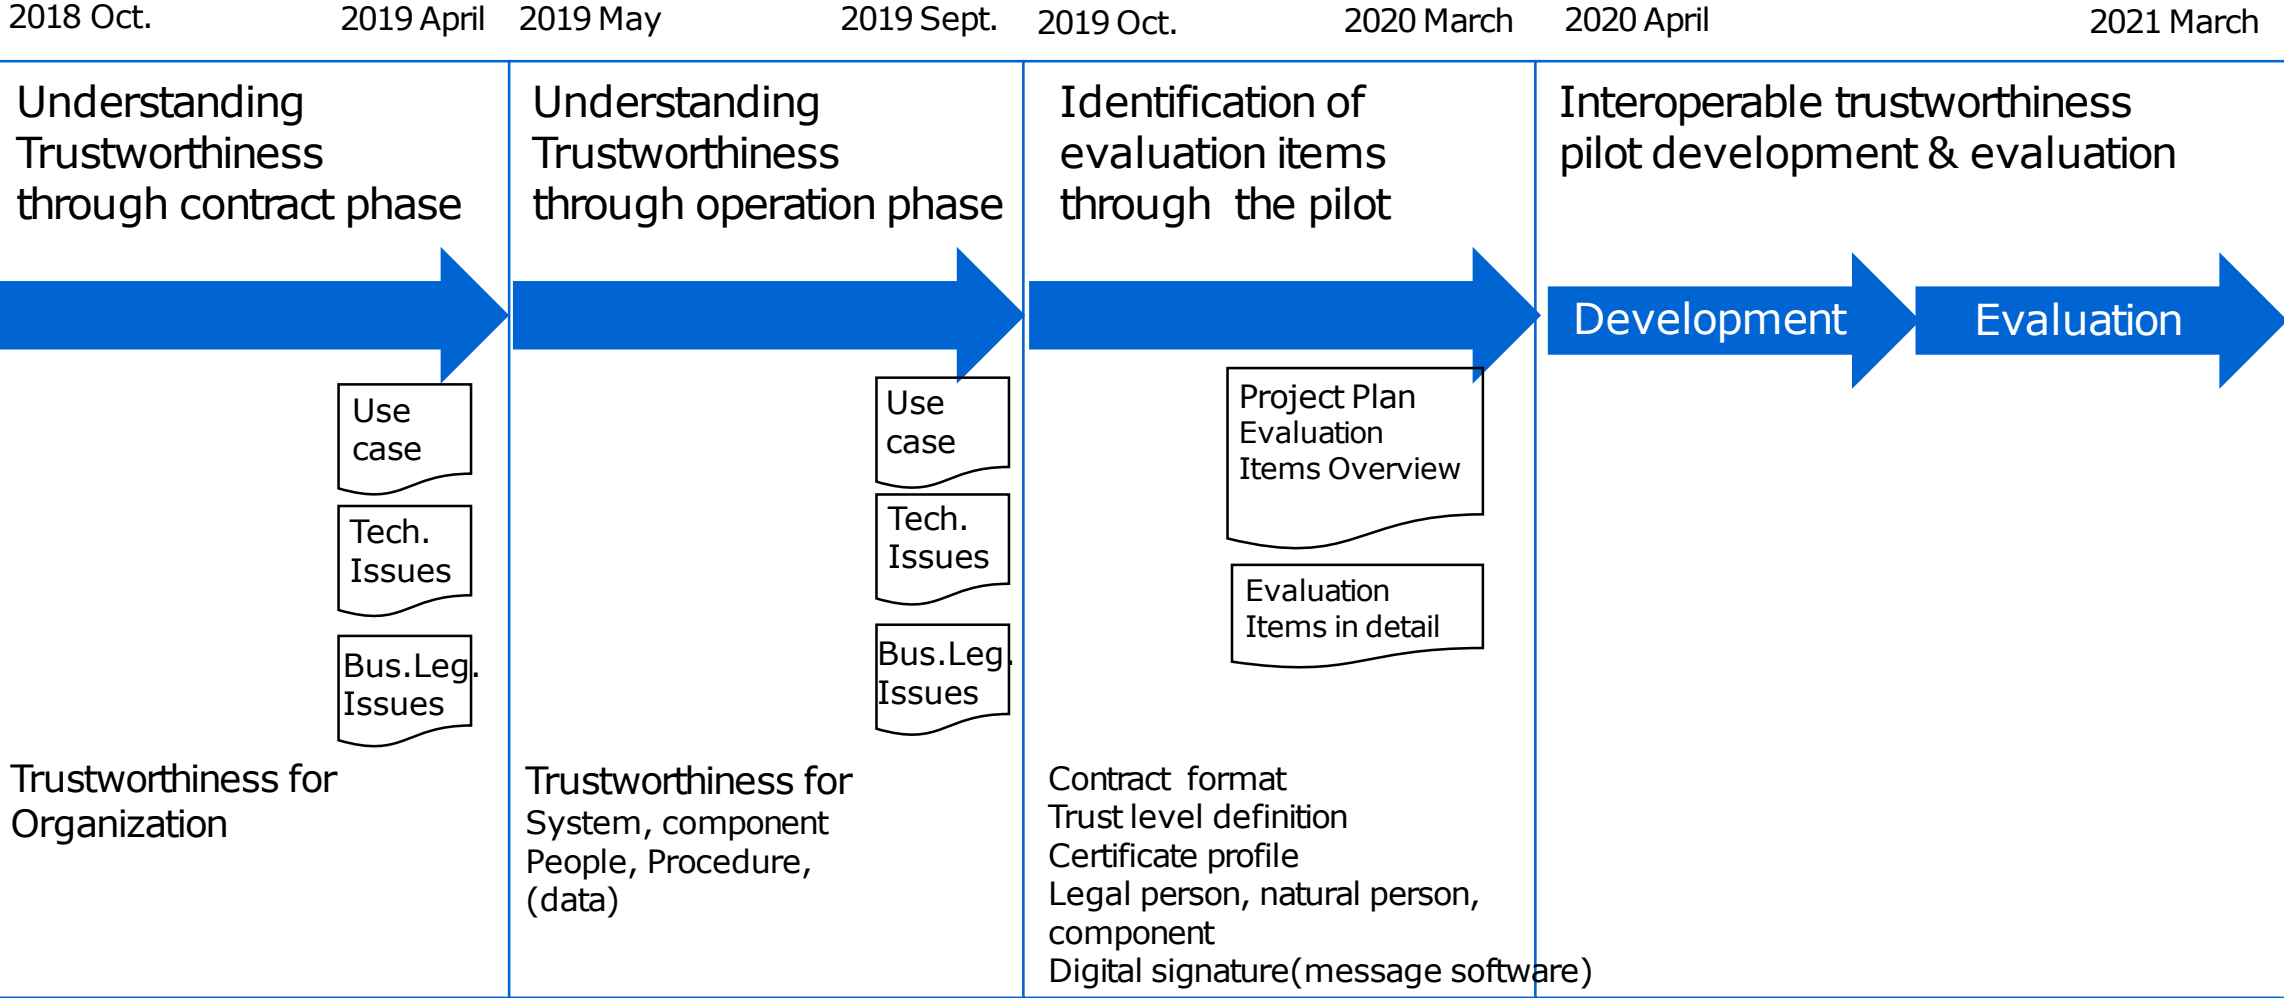 2018 Oct.
2019 April
2019 May
2019 Sept.
2019 Oct.
2020 March
2020 April
2021 March
Understanding
Trustworthiness
through contract phase
Understanding
Trustworthiness
through operation phase
Identification of
evaluation items
through the pilot
Interoperable trustworthiness
pilot development & evaluation
Development
Evaluation
Use
case
Tech.
Issues
Bus.Leg.
Issues
Use
case
Tech.
Issues
Bus.Leg.
Issues
Project Plan
Evaluation
Items Overview
Evaluation
Items in detail
Trustworthiness for
Organization
Trustworthiness for
System, component
People, Procedure,
(data)
Contract format
Trust level definition
Certificate profile
Legal person, natural person,
component
Digital signature(message software)